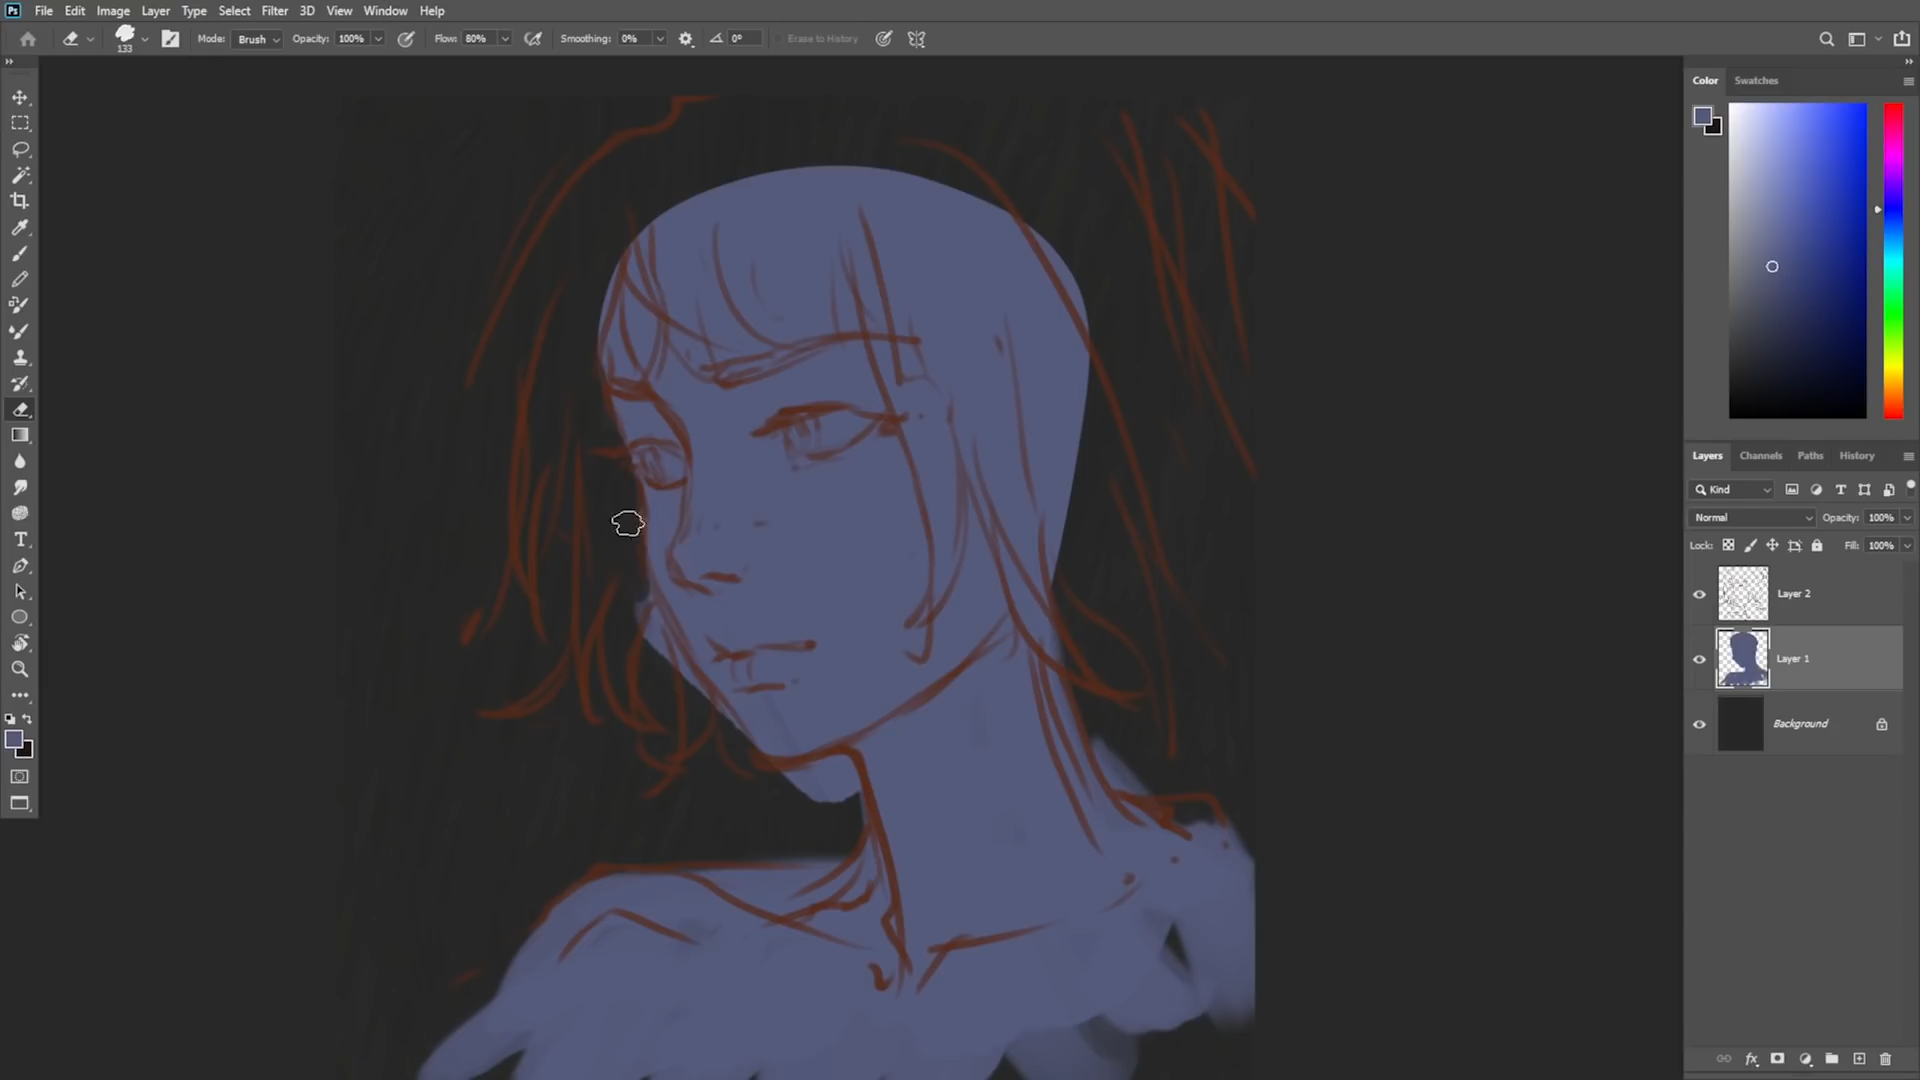 Ps File Edit Image Layer Type Select Filter 3D View Window Help
133 Mode: Brush Opacity: 100% Flow: 80% Smoothing: 0% 0° Erase to History
Color Swatches
Layers Channels Paths History
Kind
Normal Opacity: 100%
Lock: Fill: 100%
Layer 2
Layer 1
Background